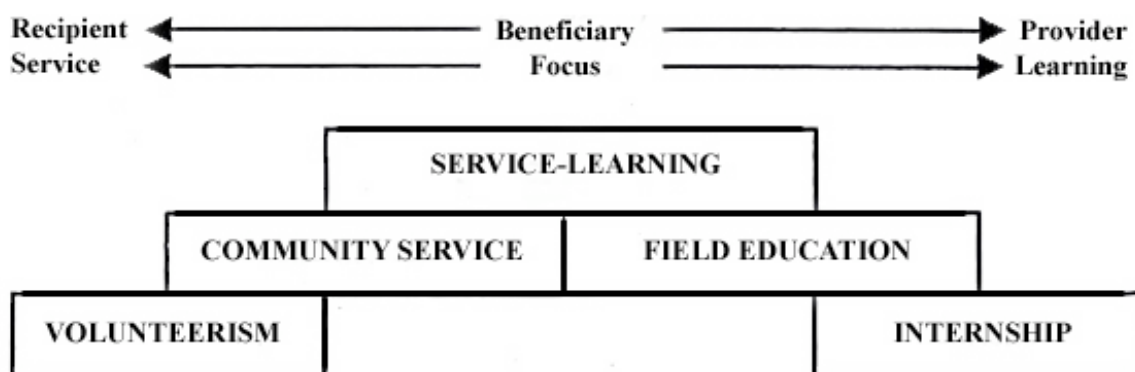 Recipient Beneficiary Provider
Service Focus Learning
SERVICE-LEARNING
COMMUNITY SERVICE FIELD EDUCATION
VOLUNTEERISM INTERNSHIP